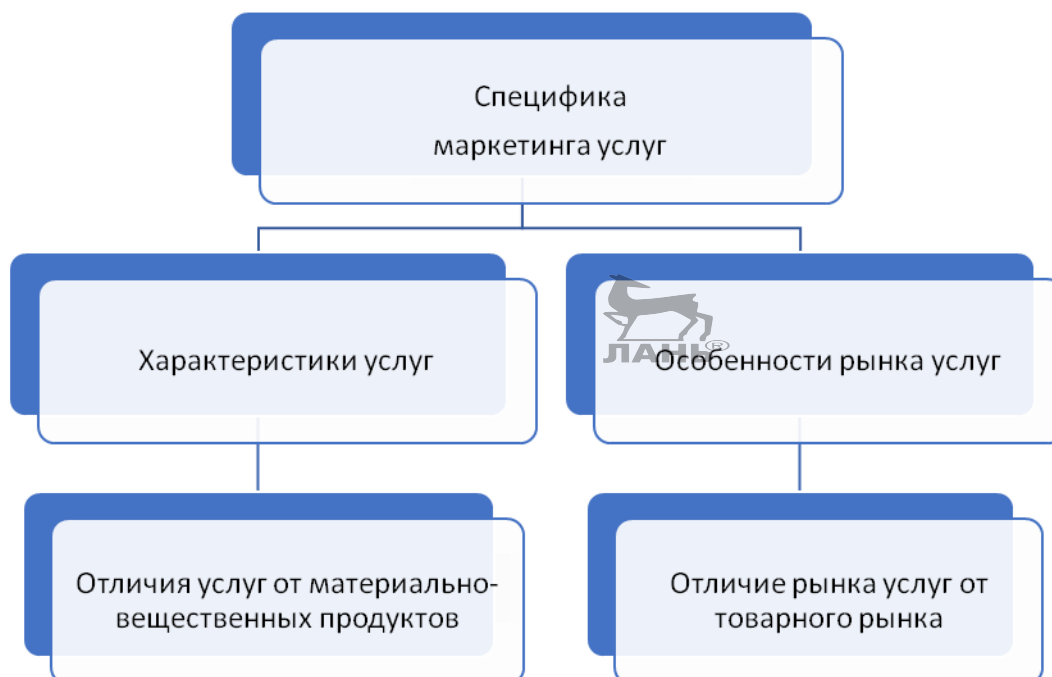 Специфика
маркетинга услуг
Характеристики услуг
ЛАНЬ®
Особенности рынка услуг
Отличия услуг от материально-
вещественных продуктов
Отличие рынка услуг от
товарного рынка